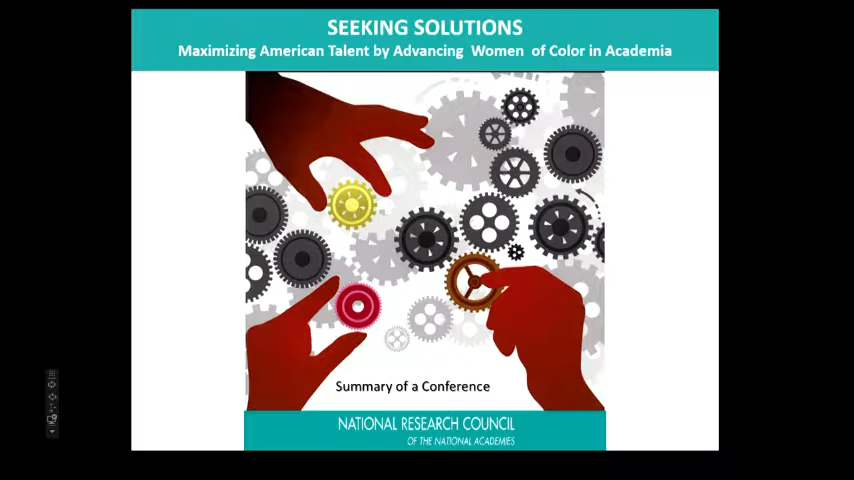 SEEKING SOLUTIONS
Maximizing American Talent by Advancing Women of Color in Academia
Summary of a Conference
NATIONAL RESEARCH COUNCIL
OF THE NATIONAL ACADEMIES